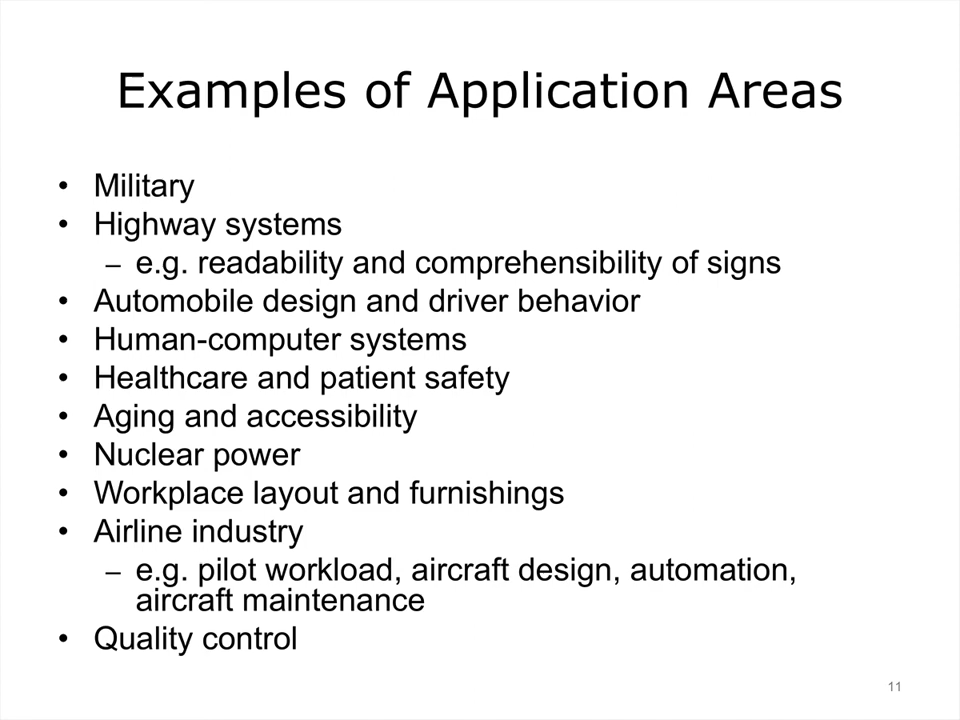 Examples of Application Areas
• Military
• Highway systems
– e.g. readability and comprehensibility of signs
• Automobile design and driver behavior
• Human-computer systems
• Healthcare and patient safety
• Aging and accessibility
• Nuclear power
• Workplace layout and furnishings
• Airline industry
– e.g. pilot workload, aircraft design, automation,
aircraft maintenance
• Quality control
11